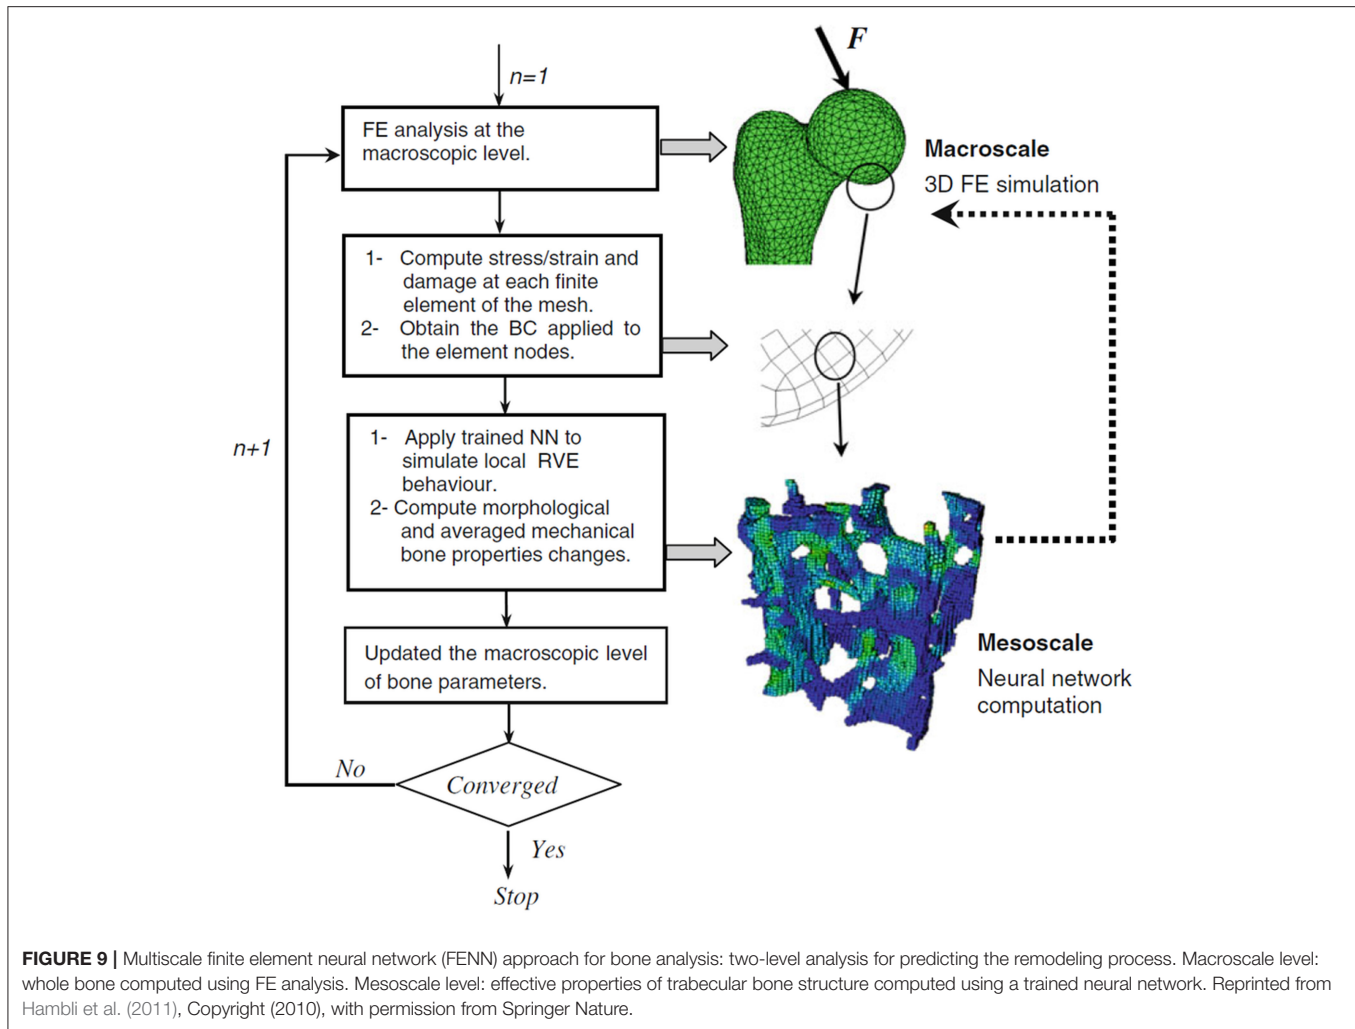 n=1
F
FE analysis at the
macroscopic level.
Macroscale
3D FE simulation
1- Compute stress/strain and
damage at each finite
element of the mesh.
2- Obtain the BC applied to
the element nodes.
n+1
1- Apply trained NN to
simulate local RVE
behaviour.
2- Compute morphological
and averaged mechanical
bone properties changes.
Mesoscale
Neural network
computation
Updated the macroscopic level
of bone parameters.
No
Converged
Yes
Stop
FIGURE 9 | Multiscale finite element neural network (FENN) approach for bone analysis: two-level analysis for predicting the remodeling process. Macroscale level:
whole bone computed using FE analysis. Mesoscale level: effective properties of trabecular bone structure computed using a trained neural network. Reprinted from
Hambli et al. (2011), Copyright (2010), with permission from Springer Nature.